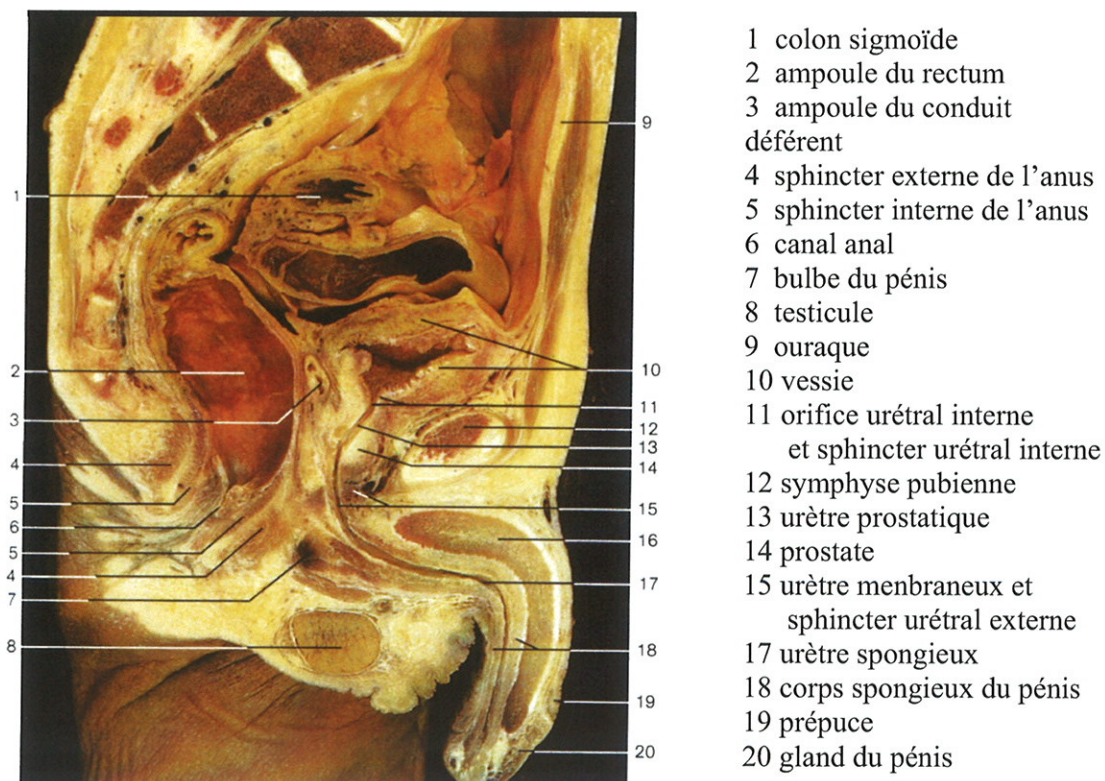 1
2
3
4
5
6
5
4
7
8
9
10
11
12
13
14
15
16
17
18
19
20
1 colon sigmoïde
2 ampoule du rectum
3 ampoule du conduit
déférent
4 sphincter externe de l’anus
5 sphincter interne de l’anus
6 canal anal
7 bulbe du pénis
8 testicule
9 ouraque
10 vessie
11 orifice urétral interne
et sphincter urétral interne
12 symphyse pubienne
13 urètre prostatique
14 prostate
15 urètre menbraneux et
sphincter urétral externe
17 urètre spongieux
18 corps spongieux du pénis
19 prépuce
20 gland du pénis